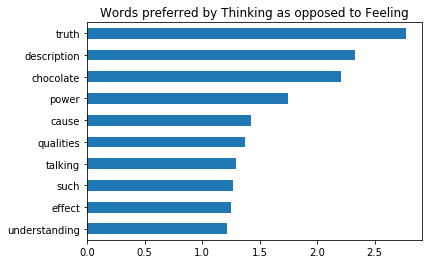 Words preferred by Thinking as opposed to Feeling
truth
description
chocolate
power
cause
qualities
talking
such
effect
understanding
0.0 0.5 1.0 1.5 2.0 2.5